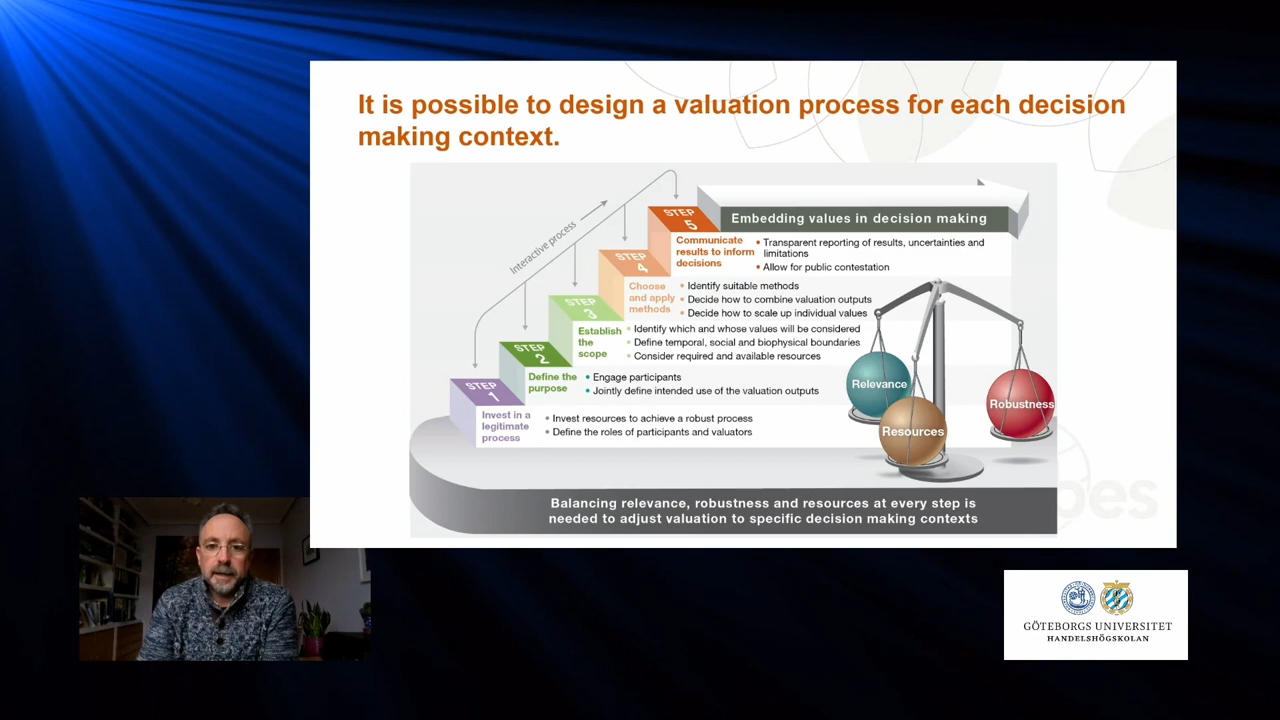 It is possible to design a valuation process for each decision
making context.
Interactive process
STEP
5
Embedding values in decision making
Communicate
results to inform
decisions
• Transparent reporting of results, uncertainties and
limitations
• Allow for public contestation
STEP
4
Choose
and apply
methods
• Identify suitable methods
• Decide how to combine valuation outputs
• Decide how to scale up individual values
STEP
3
Establish
the
scope
• Identify which and whose values will be considered
• Define temporal, social and biophysical boundaries
• Consider required and available resources
STEP
2
Define the
purpose
• Engage participants
• Jointly define intended use of the valuation outputs
STEP
1
Invest in a
legitimate
process
• Invest resources to achieve a robust process
• Define the roles of participants and valuators
Relevance
Robustness
Resources
Balancing relevance, robustness and resources at every step is
needed to adjust valuation to specific decision making contexts
GÖTEBORGS UNIVERSITET
HANDELSHÖGSKOLAN